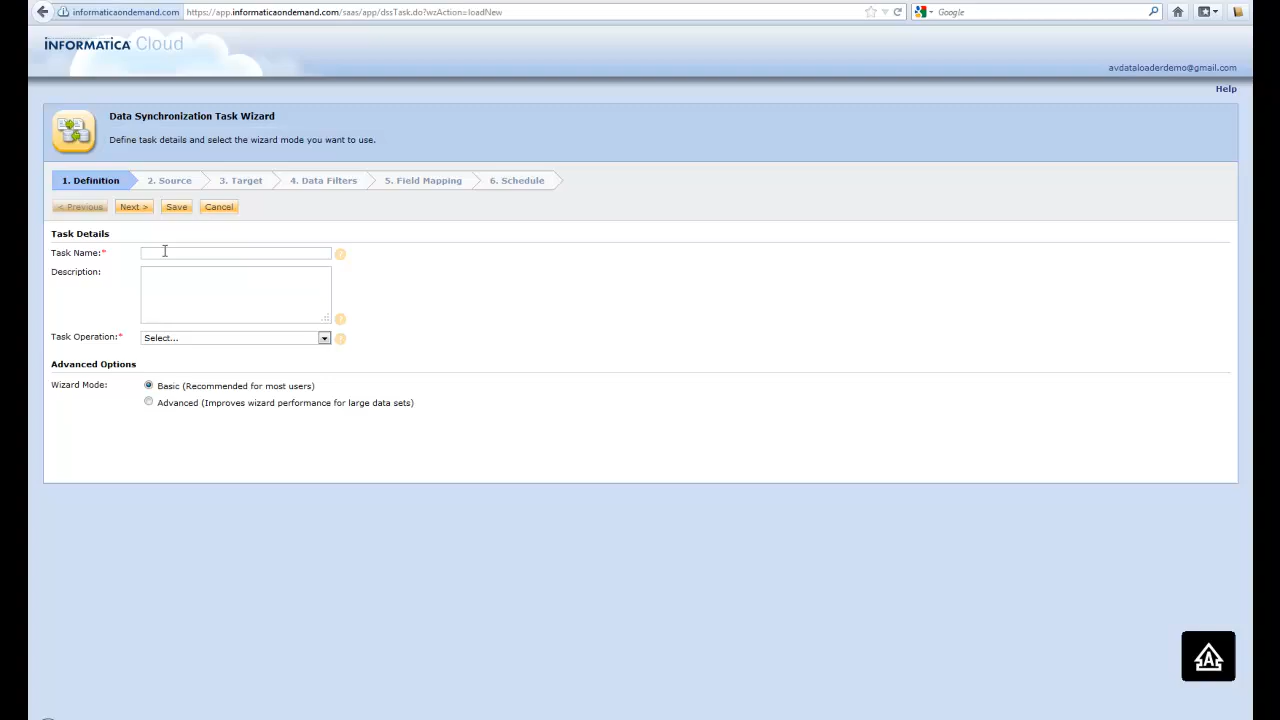 informaticaondemand.com
https://app.informaticaondemand.com/saas/app/dssTask.do?wzAction=loadNew
Google
INFORMATICA Cloud
avdataloaderdemo@gmail.com
Help
Data Synchronization Task Wizard
Define task details and select the wizard mode you want to use.
1. Definition 2. Source 3. Target 4. Data Filters 5. Field Mapping 6. Schedule
< Previous Next > Save Cancel
Task Details
Task Name:*
Description:
Task Operation:* Select...
Advanced Options
Wizard Mode: Basic (Recommended for most users)
Advanced (Improves wizard performance for large data sets)
A